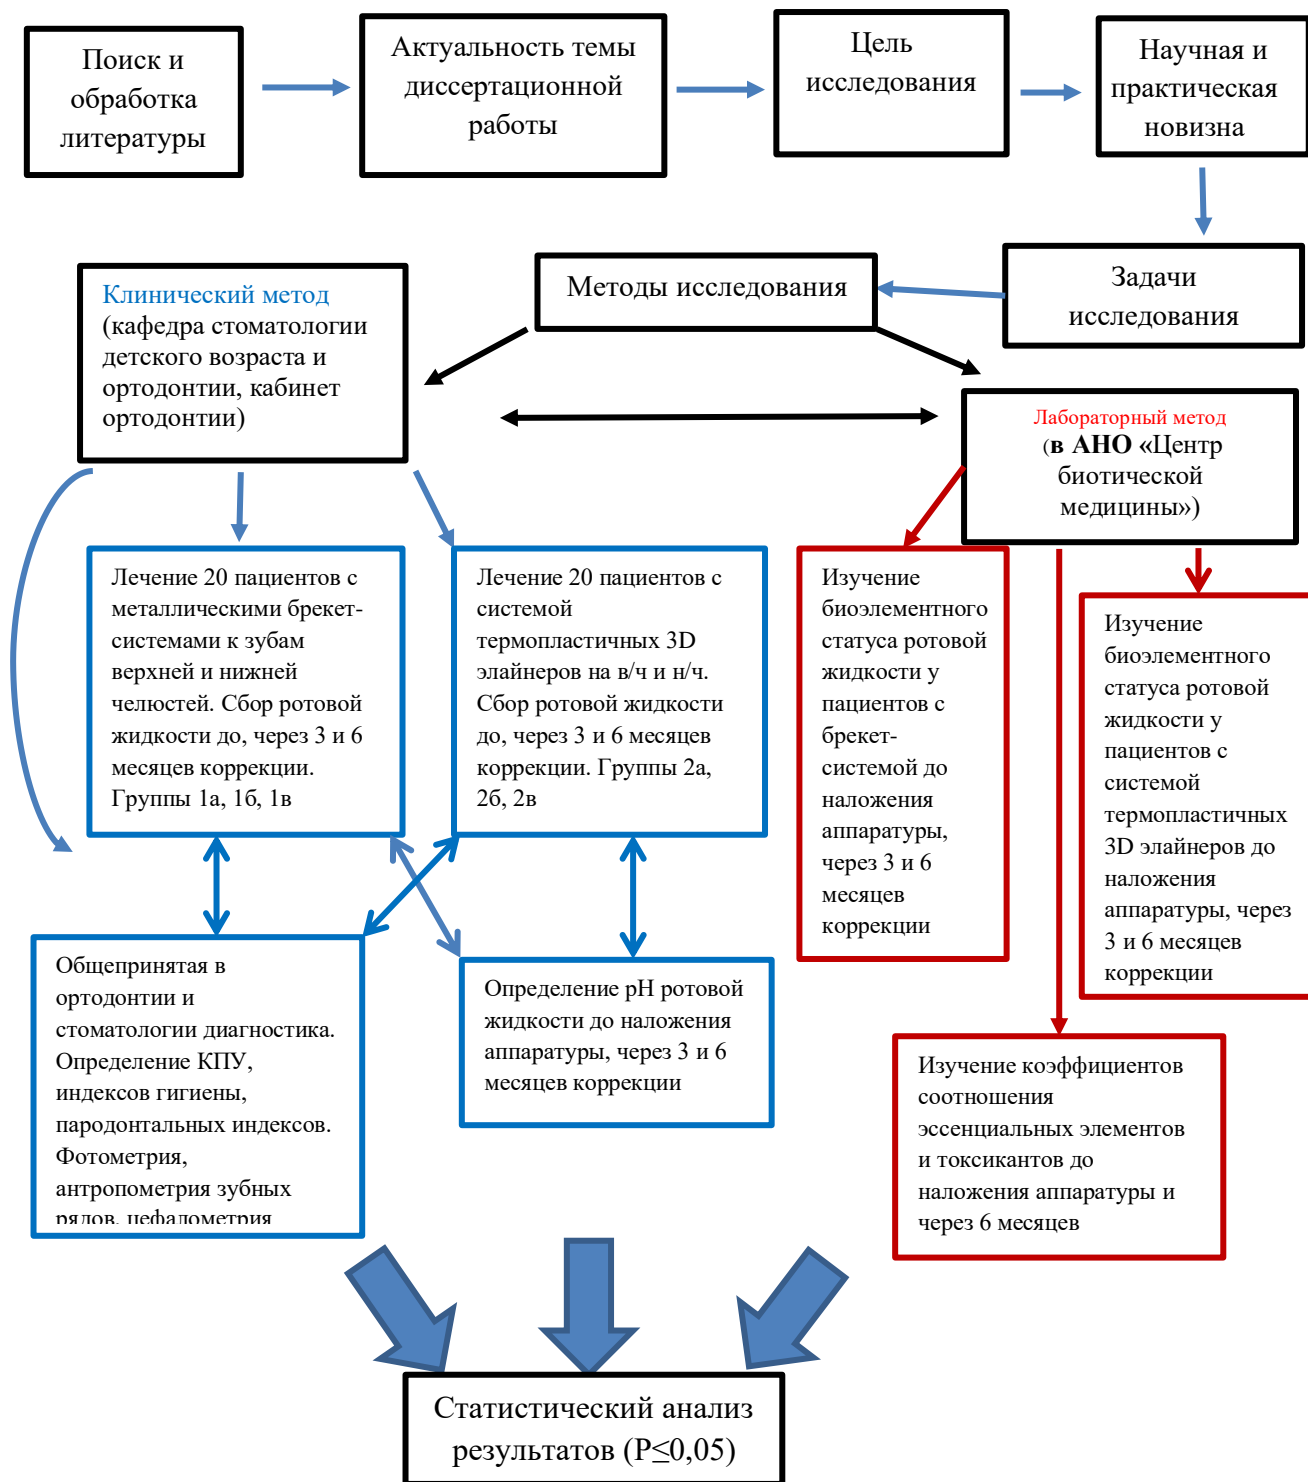 Поиск и
обработка
литературы
Актуальность темы
диссертационной
работы
Цель
исследования
Научная и
практическая
новизна
Задачи
исследования
Методы исследования
Клинический метод
(кафедра стоматологии
детского возраста и
ортодонтии, кабинет
ортодонтии)
Лабораторный метод
(в АНО «Центр
биотической
медицины»)
Лечение 20 пациентов с
металлическими брекет-
системами к зубам
верхней и нижней
челюстей. Сбор ротовой
жидкости до, через 3 и 6
месяцев коррекции.
Группы 1а, 1б, 1в
Лечение 20 пациентов с
системой
термопластичных 3D
элайнеров на в/ч и н/ч.
Сбор ротовой жидкости
до, через 3 и 6 месяцев
коррекции. Группы 2а,
2б, 2в
Изучение
биоэлементного
статуса ротовой
жидкости у
пациентов с
брекет-
системой до
наложения
аппаратуры,
через 3 и 6
месяцев
коррекции
Изучение
биоэлементного
статуса ротовой
жидкости у
пациентов с
системой
термопластичных
3D элайнеров до
наложения
аппаратуры, через
3 и 6 месяцев
коррекции
Общепринятая в
ортодонтии и
стоматологии диагностика.
Определение КПУ,
индексов гигиены,
пародонтальных индексов.
Фотометрия,
антропометрия зубных
рядов, цефалометрия
Определение pH ротовой
жидкости до наложения
аппаратуры, через 3 и 6
месяцев коррекции
Изучение коэффициентов
соотношения
эссенциальных элементов
и токсикантов до
наложения аппаратуры и
через 6 месяцев
Статистический анализ
результатов (P≤0,05)